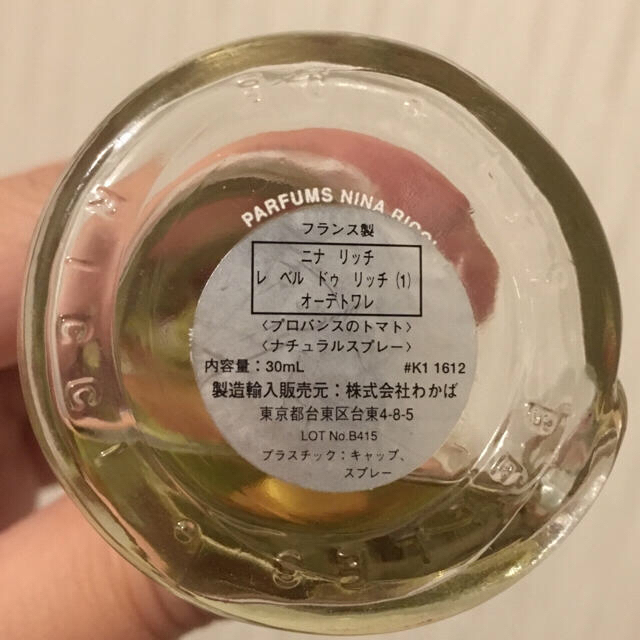 PARFUMS NINA RICCI
フランス製
ニナ リッチ
レ ベル ドゥ リッチ (1)
オーデトワレ
〈プロバンスのトマト〉
〈ナチュラルスプレー〉
内容量：30mL #K1 1612
製造輸入販売元：株式会社わかば
東京都台東区台東4-8-5
LOT No.B415
プラスチック：キャップ、
スプレー